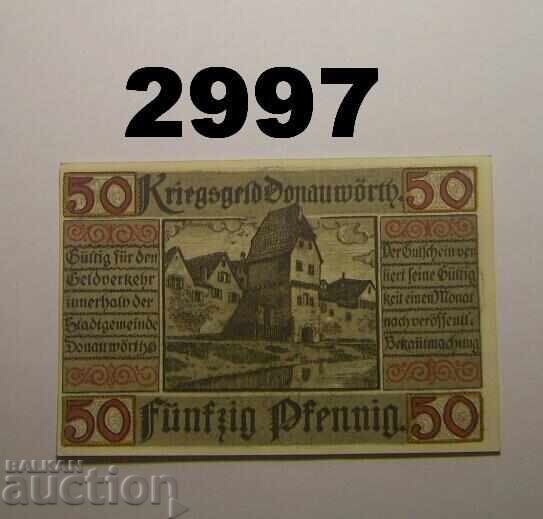 2997
50 Kriegsgeld Donauwörth. 50
Gültig für den
Geldverkehr
innerhalb der
Stadtgemeinde
Donauwörth
Der Gutschein ver
liert seine Gültig
keit einen Monat
nach veröffentl.
Bekanntmachung
50 Fünfzig Pfennig. 50
BALKAN
auction